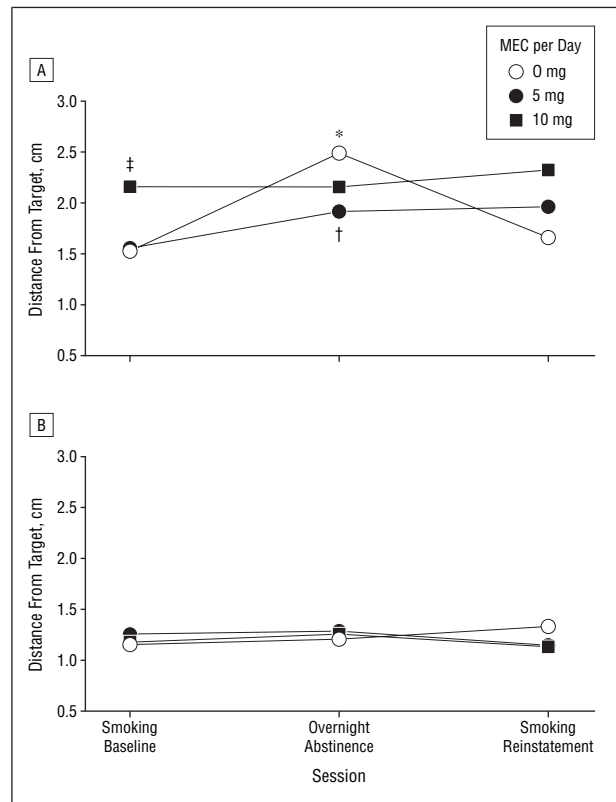 MEC per Day
0 mg
5 mg
10 mg
A
3.0
2.5
2.0
1.5
1.0
0.5
Distance From Target, cm
‡
*
†
B
3.0
2.5
2.0
1.5
1.0
0.5
Distance From Target, cm
Smoking
Baseline
Overnight
Abstinence
Smoking
Reinstatement
Session